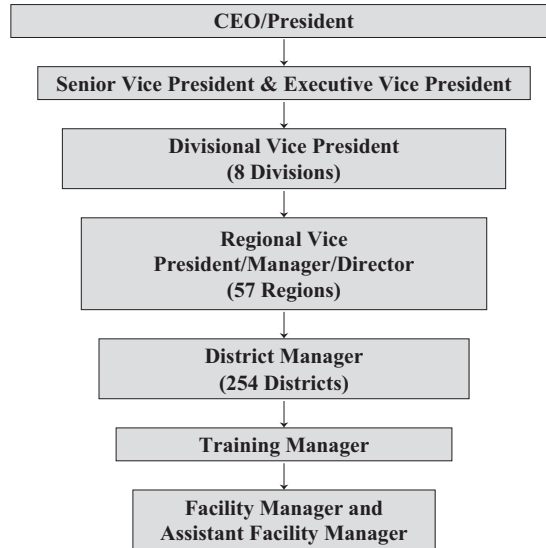 CEO/President
Senior Vice President & Executive Vice President
Divisional Vice President
(8 Divisions)
Regional Vice
President/Manager/Director
(57 Regions)
District Manager
(254 Districts)
Training Manager
Facility Manager and
Assistant Facility Manager